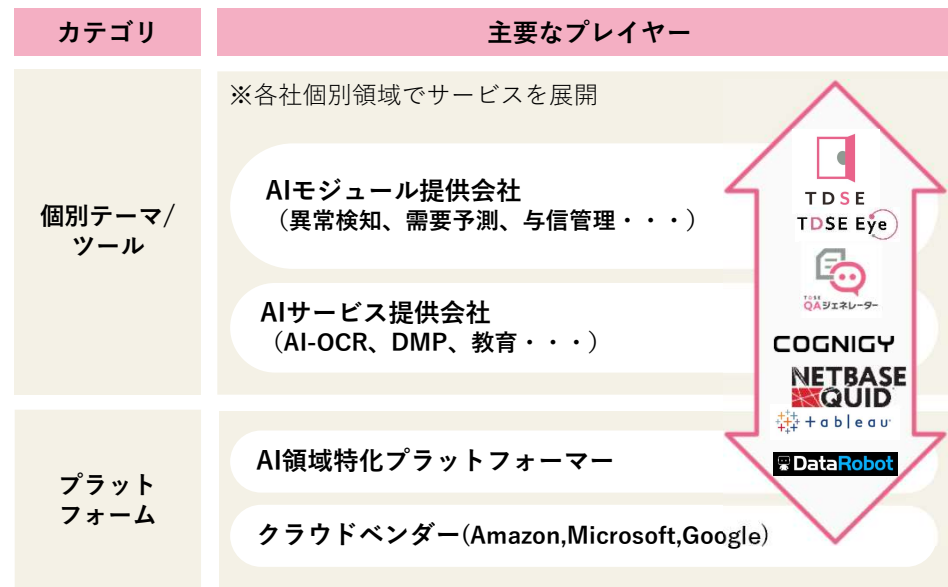 カテゴリ
主要なプレイヤー
個別テーマ/
ツール
※各社個別領域でサービスを展開
AIモジュール提供会社
（異常検知、需要予測、与信管理・・・）
AIサービス提供会社
（AI-OCR、DMP、教育・・・）
プラット
フォーム
AI領域特化プラットフォーマー
クラウドベンダー(Amazon,Microsoft,Google)
TDSE
TDSE Eye
TDSE
QAジェネレーター
COGNIGY
NETBASE
QUID
+ableau
DataRobot